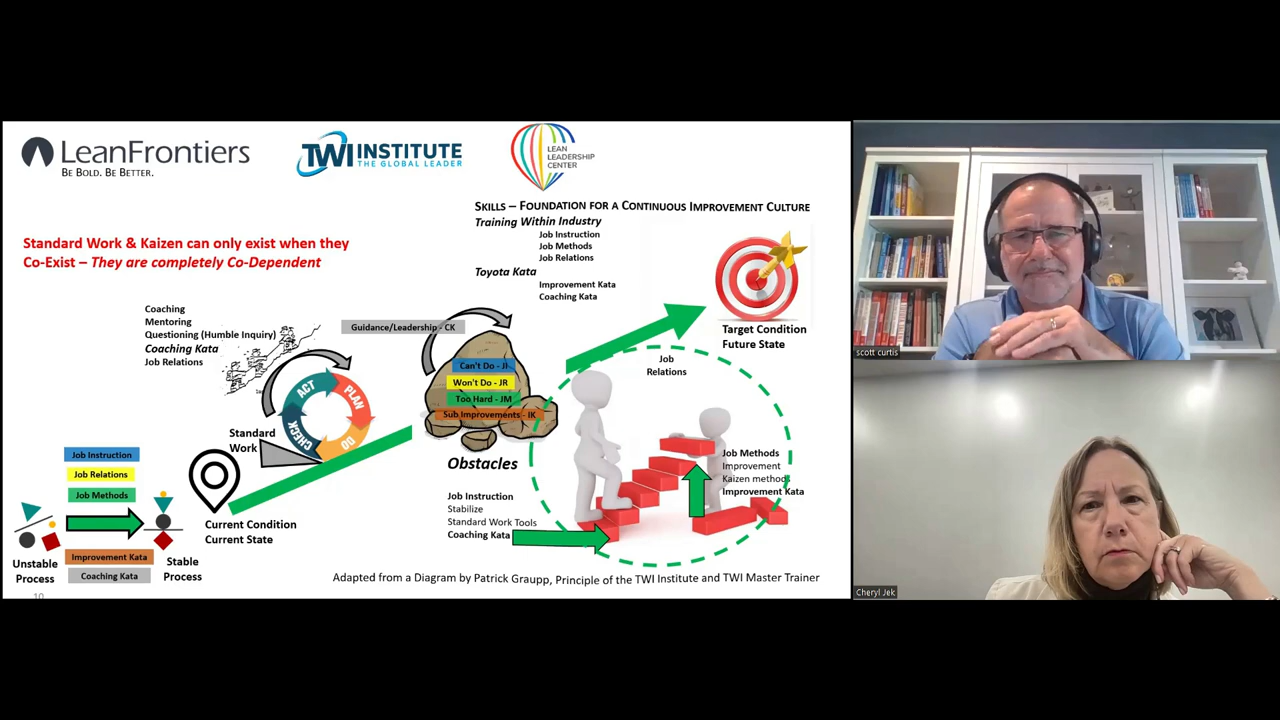 LeanFrontiers
BE BOLD. BE BETTER.
TWI INSTITUTE
THE GLOBAL LEADER
LEAN
LEADERSHIP
CENTER
SKILLS – FOUNDATION FOR A CONTINUOUS IMPROVEMENT CULTURE
Training Within Industry
Job Instruction
Job Methods
Job Relations
Toyota Kata
Improvement Kata
Coaching Kata
Standard Work & Kaizen can only exist when they
Co-Exist – They are completely Co-Dependent
Coaching
Mentoring
Questioning (Humble Inquiry)
Coaching Kata
Job Relations
Guidance/Leadership - CK
Can't Do - JI
Won't Do - JR
Too Hard - JM
Sub Improvements - IK
Obstacles
Target Condition
Future State
Job
Relations
ACT
PLAN
CHECK
DO
Standard
Work
Job Instruction
Job Relations
Job Methods
Improvement Kata
Coaching Kata
Unstable
Process
Stable
Process
Current Condition
Current State
Job Instruction
Stabilize
Standard Work Tools
Coaching Kata
Job Methods
Improvement
Kaizen methods
Improvement Kata
Adapted from a Diagram by Patrick Graupp, Principle of the TWI Institute and TWI Master Trainer
10
scott curtis
Cheryl Jek